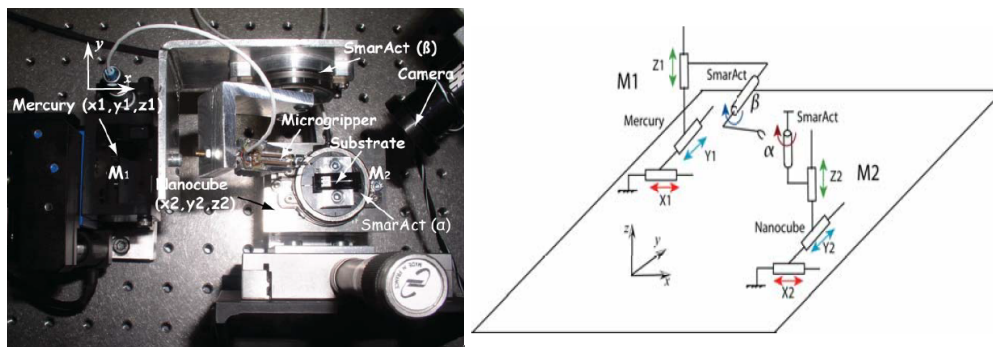 y
SmarAct (ß)
Camera
x
Mercury (x1,y1,z1)
Microgripper
Substrate
M1
M2
Nanocube
(x2,y2,z2)
SmarAct (α)
Z1
SmarAct
M1
β
SmarAct
Mercury
Y1
α
Z2
M2
X1
Nanocube
z
y
Y2
x
X2